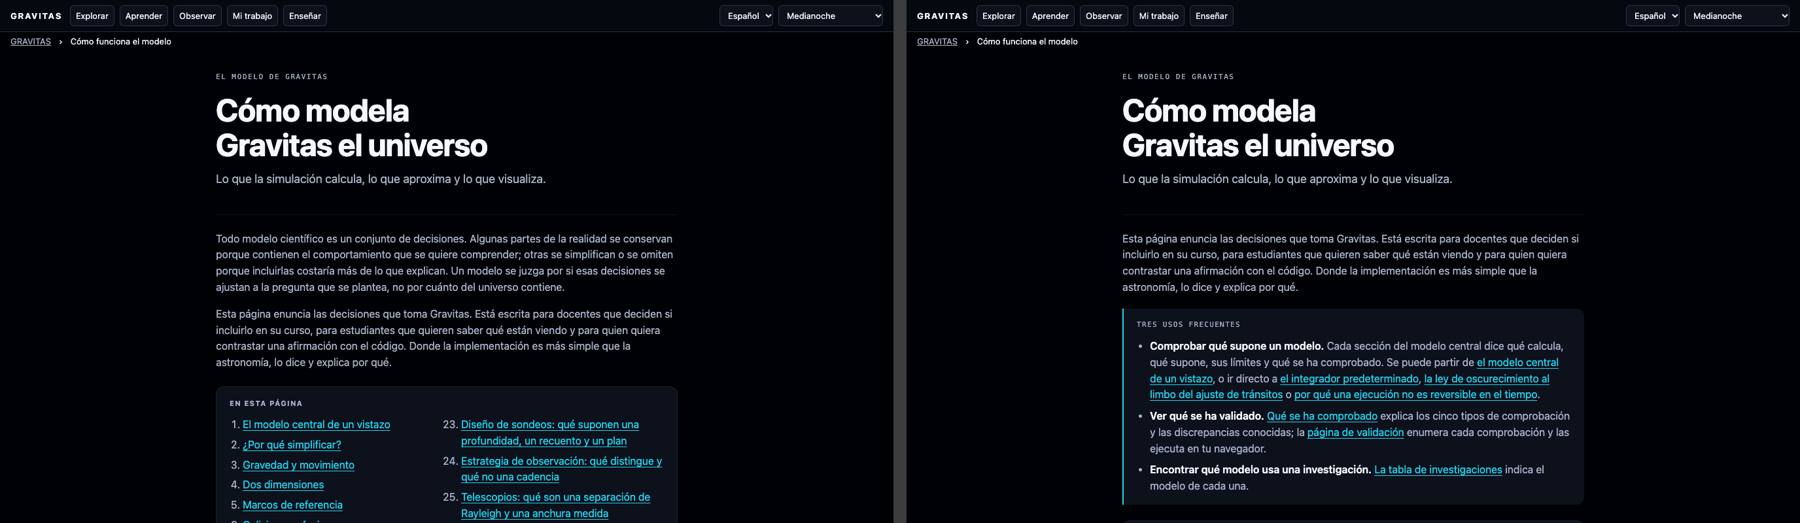 GRAVITAS Explorar Aprender Observar Mi trabajo Enseñar Español Medianoche
GRAVITAS › Cómo funciona el modelo
EL MODELO DE GRAVITAS
Cómo modela
Gravitas el universo
Lo que la simulación calcula, lo que aproxima y lo que visualiza.
Todo modelo científico es un conjunto de decisiones. Algunas partes de la realidad se conservan
porque contienen el comportamiento que se quiere comprender; otras se simplifican o se omiten
porque incluirlas costaría más de lo que explican. Un modelo se juzga por si esas decisiones se
ajustan a la pregunta que se plantea, no por cuánto del universo contiene.
Esta página enuncia las decisiones que toma Gravitas. Está escrita para docentes que deciden si
incluirlo en su curso, para estudiantes que quieren saber qué están viendo y para quien quiera
contrastar una afirmación con el código. Donde la implementación es más simple que la
astronomía, lo dice y explica por qué.
EN ESTA PÁGINA
1. El modelo central de un vistazo
2. ¿Por qué simplificar?
3. Gravedad y movimiento
4. Dos dimensiones
5. Marcos de referencia
23. Diseño de sondeos: qué suponen una
profundidad, un recuento y un plan
24. Estrategia de observación: qué distingue y
qué no una cadencia
25. Telescopios: qué son una separación de
Rayleigh y una anchura medida
GRAVITAS Explorar Aprender Observar Mi trabajo Enseñar Español Medianoche
GRAVITAS › Cómo funciona el modelo
EL MODELO DE GRAVITAS
Cómo modela
Gravitas el universo
Lo que la simulación calcula, lo que aproxima y lo que visualiza.
Esta página enuncia las decisiones que toma Gravitas. Está escrita para docentes que deciden si
incluirlo en su curso, para estudiantes que quieren saber qué están viendo y para quien quiera
contrastar una afirmación con el código. Donde la implementación es más simple que la
astronomía, lo dice y explica por qué.
TRES USOS FRECUENTES
• Comprobar qué supone un modelo. Cada sección del modelo central dice qué calcula,
qué supone, sus límites y qué se ha comprobado. Se puede partir de el modelo central
de un vistazo, o ir directo a el integrador predeterminado, la ley de oscurecimiento al
limbo del ajuste de tránsitos o por qué una ejecución no es reversible en el tiempo.
• Ver qué se ha validado. Qué se ha comprobado explica los cinco tipos de comprobación
y las discrepancias conocidas; la página de validación enumera cada comprobación y las
ejecuta en tu navegador.
• Encontrar qué modelo usa una investigación. La tabla de investigaciones indica el
modelo de cada una.